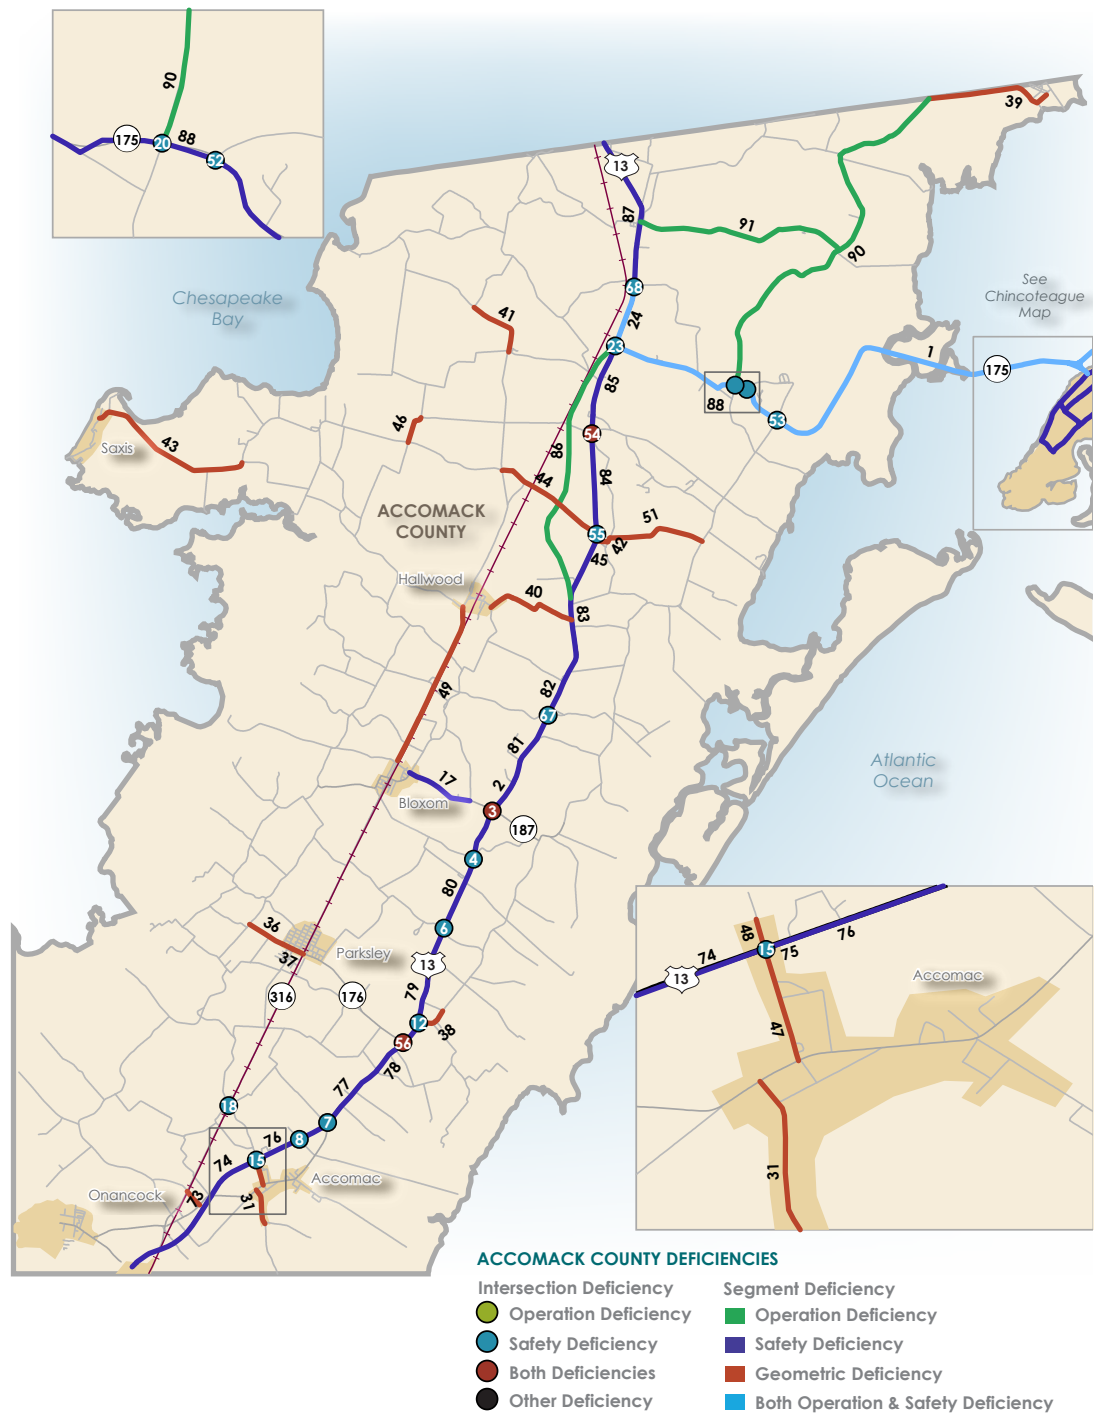 90
175
20
88
52
39
13
87
91
90
See
Chincoteague
Map
68
Chesapeake
Bay
41
24
23
1
175
85
88
53
46
54
43
Saxis
86
44
84
ACCOMACK
COUNTY
51
55
42
45
Hallwood
40
83
49
82
67
81
Atlantic
Ocean
17
2
Bloxom
3
187
4
80
36
6
48
15
75
76
74
13
Accomac
37
Parksley
13
316
176
79
12
38
56
78
47
77
18
7
76
8
74
15
31
Accomac
Onancock
73
31
ACCOMACK COUNTY DEFICIENCIES
Intersection Deficiency
Operation Deficiency
Safety Deficiency
Both Deficiencies
Other Deficiency
Segment Deficiency
Operation Deficiency
Safety Deficiency
Geometric Deficiency
Both Operation & Safety Deficiency